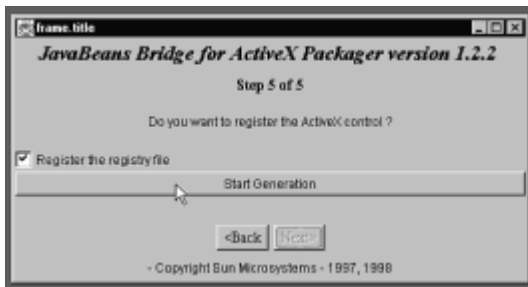 frame.title
JavaBeans Bridge for ActiveX Packager version 1.2.2
Step 5 of 5
Do you want to register the ActiveX control ?
Register the registry file
Start Generation
<Back Next>
- Copyright Sun Microsystems - 1997, 1998